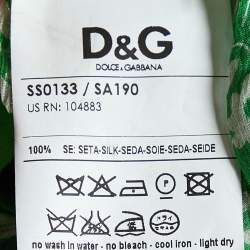 D&G
DOLCE & GABBANA
SS0133 / SA190
US RN: 104883
100% SE: SETA-SILK-SEDA-SOIE-SEDA-SEIDE
P
no wash in water - no bleach - cool iron - light dry